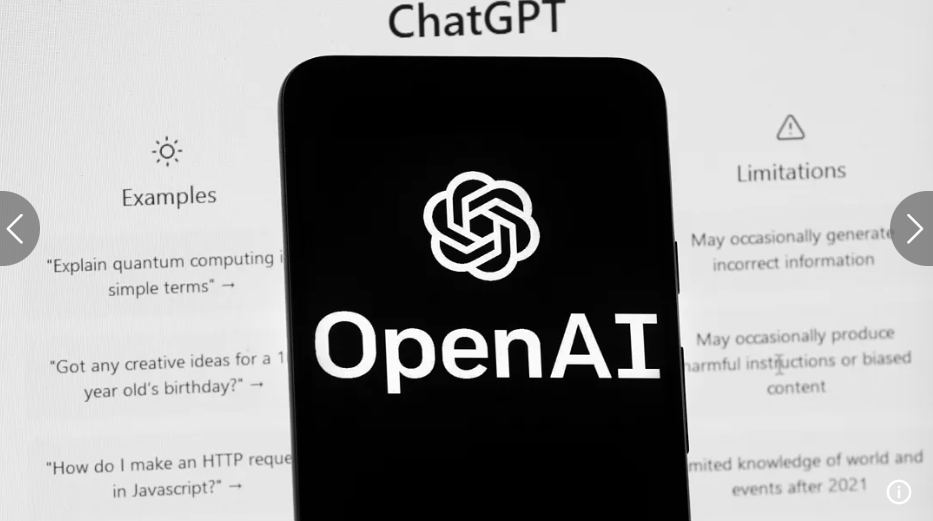 ChatGPT
Examples
"Explain quantum computing i
simple terms" →
"Got any creative ideas for a 1
year old's birthday?" →
"How do I make an HTTP reque
in Javascript?" →
OpenAI
Limitations
May occasionally generate
incorrect information
May occasionally produce
harmful instructions or biased
content
mited knowledge of world and
events after 2021